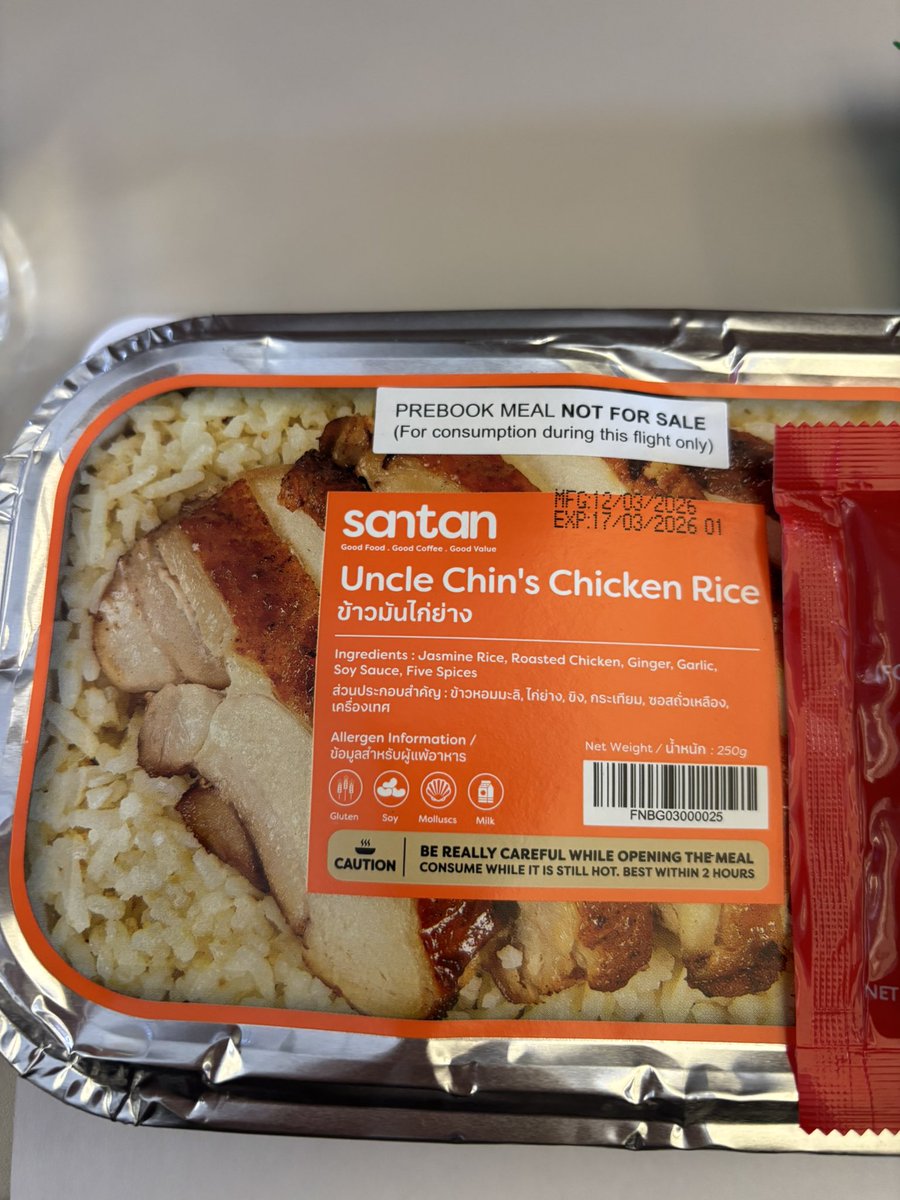 PREBOOK MEAL NOT FOR SALE
(For consumption during this flight only)
MFG:12/03/2026
EXP:17/03/2026 01
santan
Good Food . Good Coffee . Good Value
Uncle Chin's Chicken Rice
ข้าวมันไก่ย่าง
Ingredients : Jasmine Rice, Roasted Chicken, Ginger, Garlic,
Soy Sauce, Five Spices
ส่วนประกอบสำคัญ : ข้าวหอมมะลิ, ไก่ย่าง, ขิง, กระเทียม, ซอสถั่วเหลือง,
เครื่องเทศ
Allergen Information /
ข้อมูลสำหรับผู้แพ้อาหาร
Net Weight / น้ำหนัก : 250g
Gluten Soy Molluscs Milk
FNBG03000025
CAUTION
BE REALLY CAREFUL WHILE OPENING THE MEAL
CONSUME WHILE IT IS STILL HOT. BEST WITHIN 2 HOURS
NET